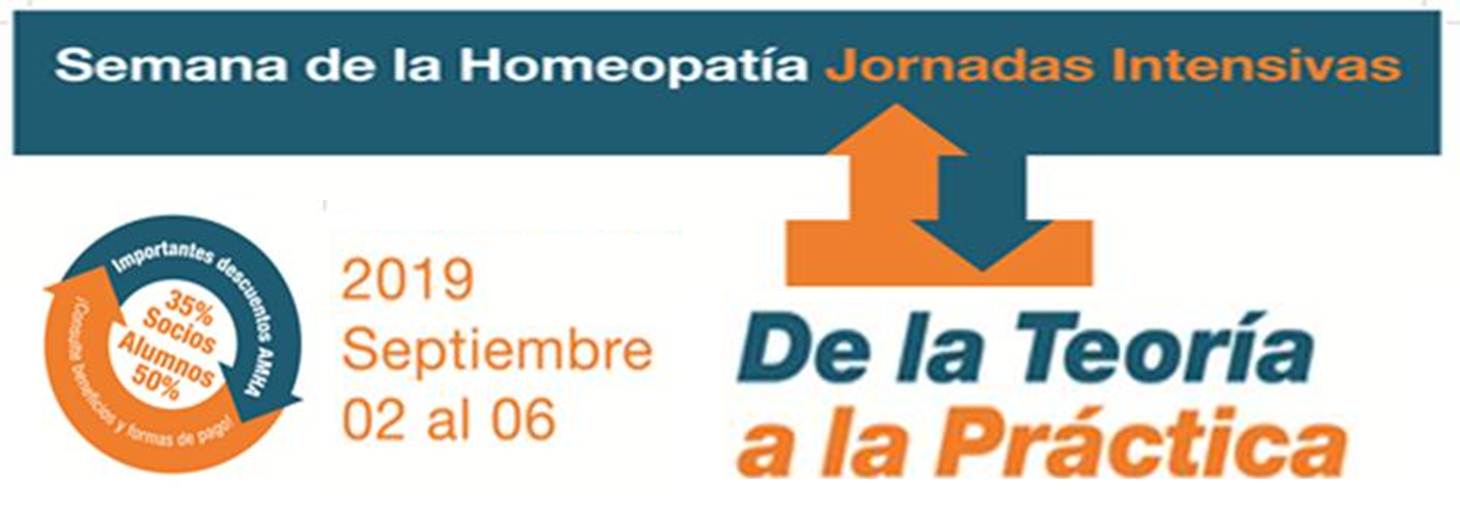 Semana de la Homeopatía Jornadas Intensivas
Importantes descuentos AMHA
35%
Socios
Alumnos
50%
¡Consulte beneficios y formas de pago!
2019
Septiembre
02 al 06
De la Teoría
a la Práctica